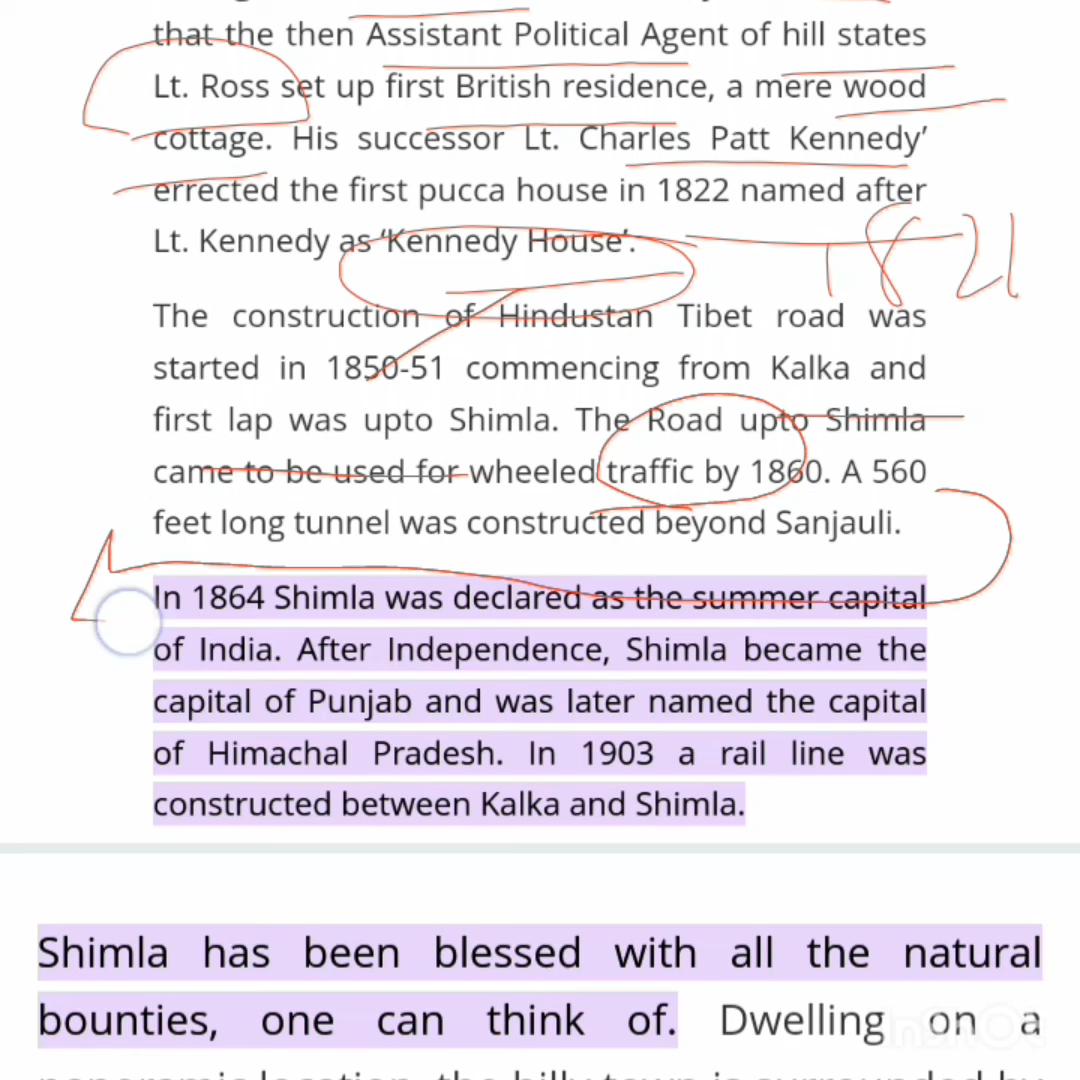 that the then Assistant Political Agent of hill states
Lt. Ross set up first British residence, a mere wood
cottage. His successor Lt. Charles Patt Kennedy’
errected the first pucca house in 1822 named after
Lt. Kennedy as ‘Kennedy House’.
1821
The construction of Hindustan Tibet road was
started in 1850-51 commencing from Kalka and
first lap was upto Shimla. The Road upto Shimla
came to be used for wheeled traffic by 1860. A 560
feet long tunnel was constructed beyond Sanjauli.
In 1864 Shimla was declared as the summer capital
of India. After Independence, Shimla became the
capital of Punjab and was later named the capital
of Himachal Pradesh. In 1903 a rail line was
constructed between Kalka and Shimla.
Shimla has been blessed with all the natural
bounties, one can think of. Dwelling on a
InShOt